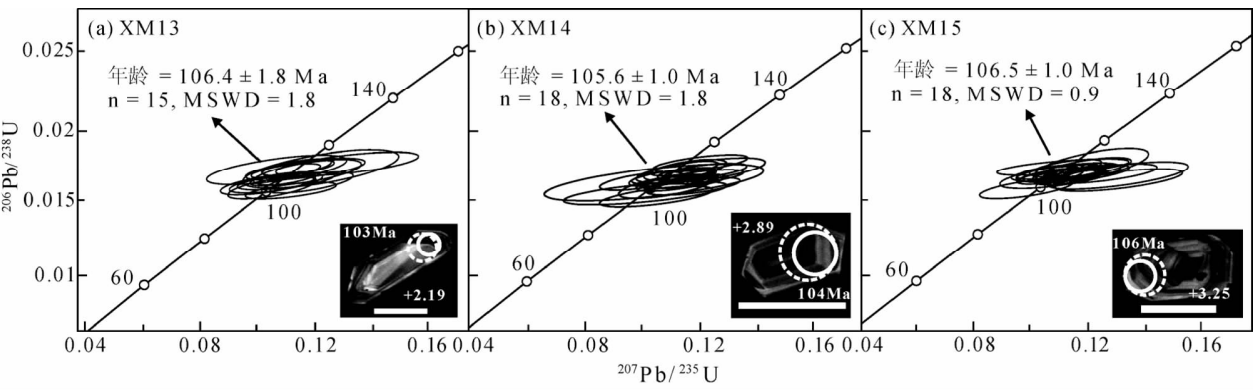 (a) XM13
年龄 = 106.4 ± 1.8 Ma
n = 15, MSWD = 1.8
140
100
60
103Ma
+2.19
(b) XM14
年龄 = 105.6 ± 1.0 Ma
n = 18, MSWD = 1.8
140
100
60
+2.89
104Ma
(c) XM15
年龄 = 106.5 ± 1.0 Ma
n = 18, MSWD = 0.9
140
100
60
106Ma
+3.25
0.025
0.02
0.015
0.01
²⁰⁶Pb/²³⁸U
0.04 0.08 0.12 0.16 0.04 0.08 0.12 0.16 0.04 0.08 0.12 0.16
²⁰⁷Pb/²³⁵U